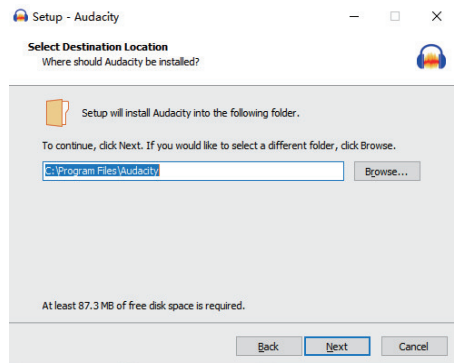 Setup - Audacity
Select Destination Location
Where should Audacity be installed?
Setup will install Audacity into the following folder.
To continue, click Next. If you would like to select a different folder, click Browse.
C:\Program Files\Audacity
Browse...
At least 87.3 MB of free disk space is required.
Back Next Cancel